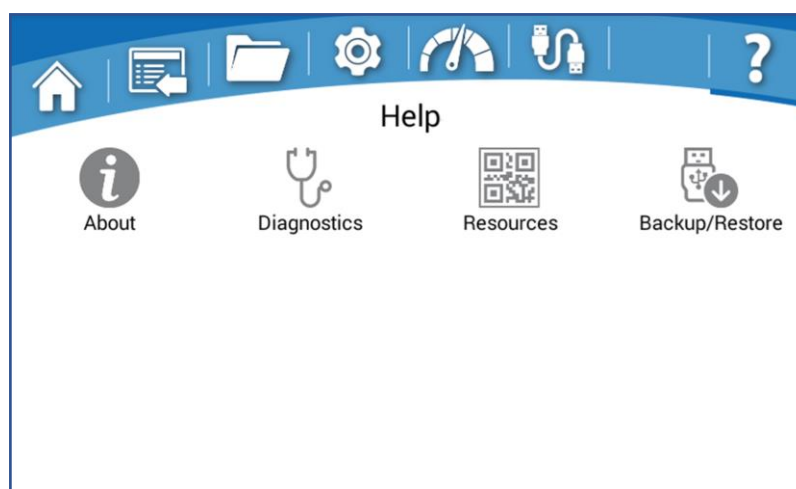 Help
About
Diagnostics
Resources
Backup/Restore